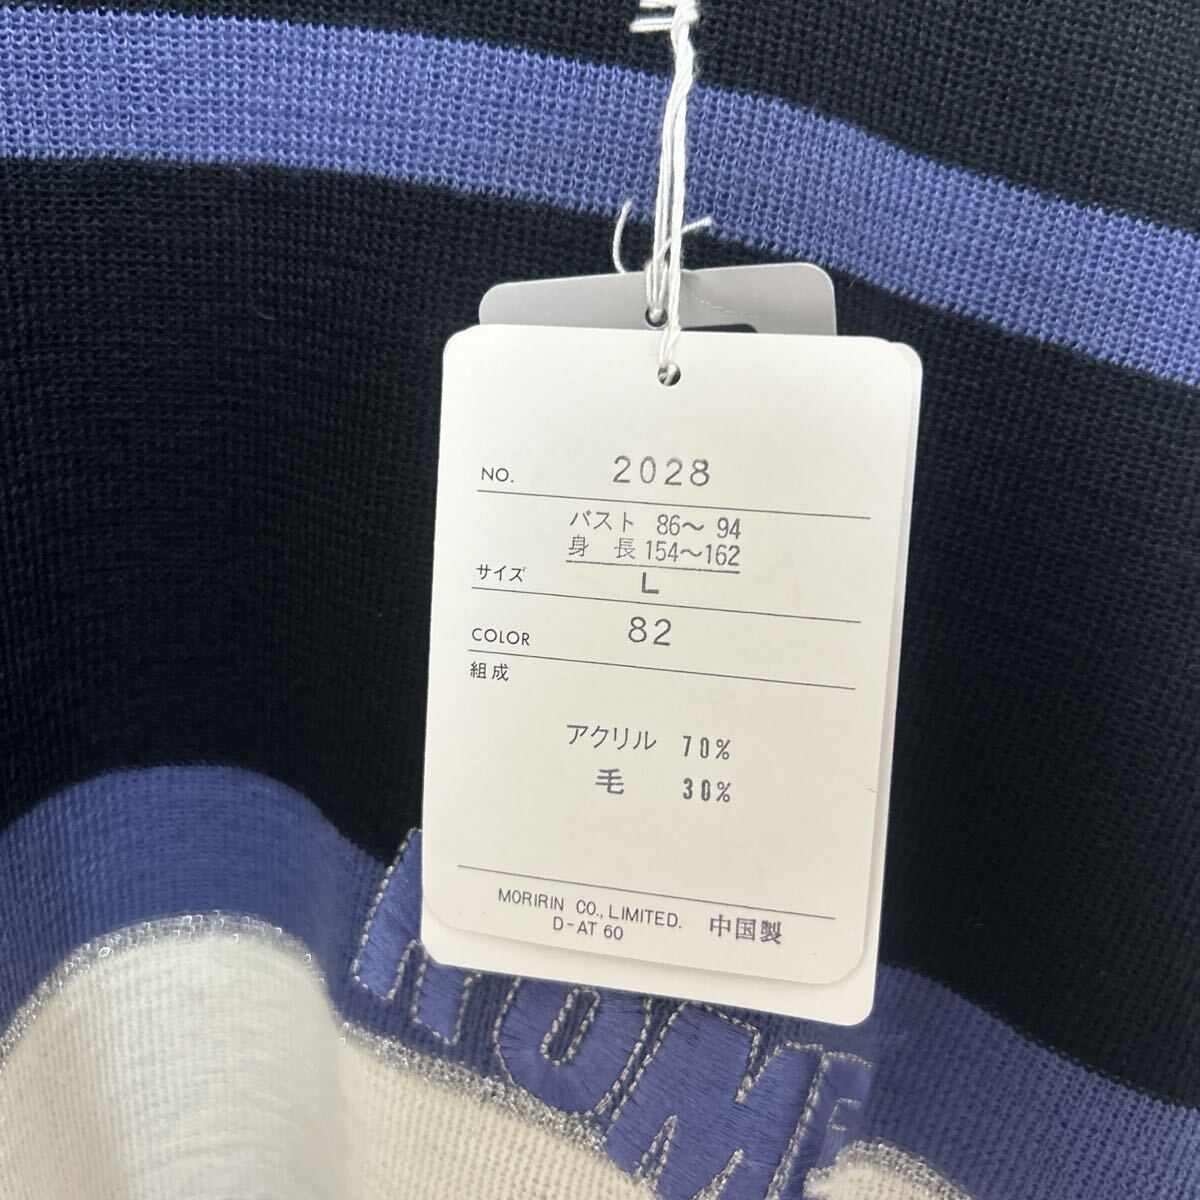 NO. 2028
バスト 86～94
身 長 154～162
サイズ L
COLOR 82
組成
アクリル 70%
毛 30%
MORIRIN CO., LIMITED. 中国製
D-AT 60